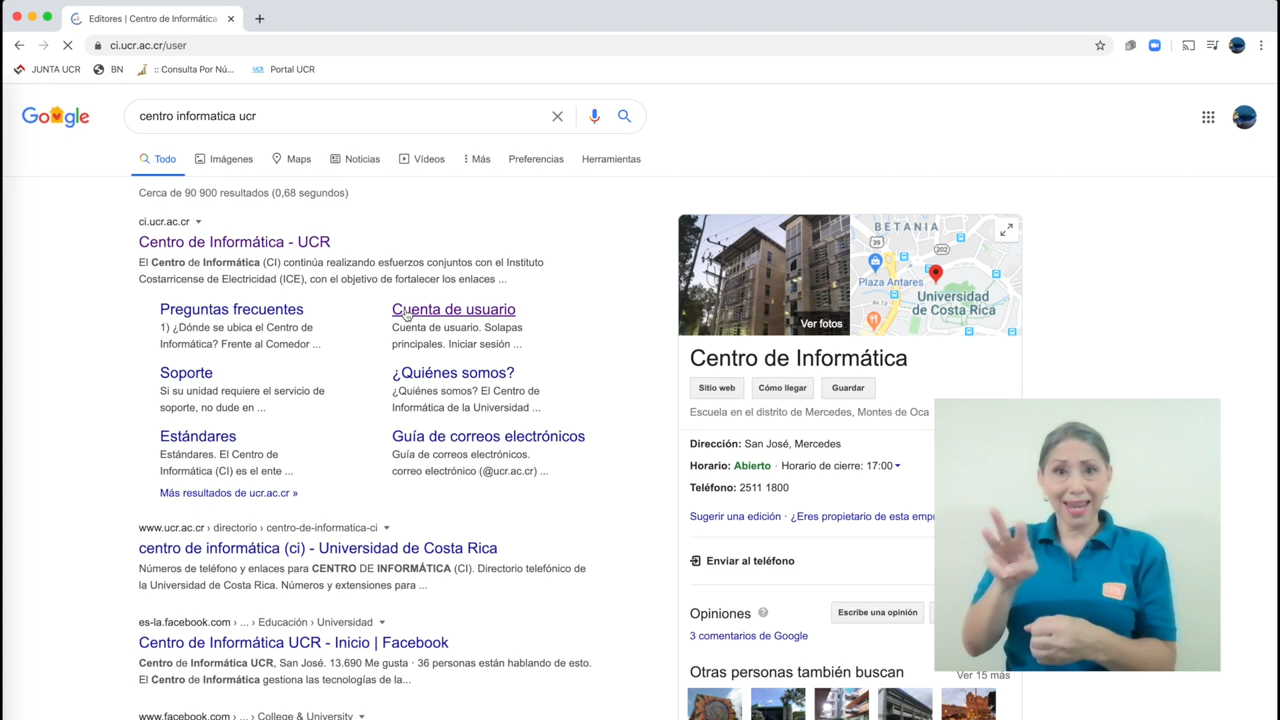 Editores | Centro de Informática
ci.ucr.ac.cr/user
JUNTA UCR
BN
:: Consulta Por Nú...
Portal UCR
Google
centro informatica ucr
Todo
Imágenes
Maps
Noticias
Vídeos
Más
Preferencias
Herramientas
Cerca de 90 900 resultados (0,68 segundos)
ci.ucr.ac.cr
Centro de Informática - UCR
El Centro de Informática (CI) continúa realizando esfuerzos conjuntos con el Instituto
Costarricense de Electricidad (ICE), con el objetivo de fortalecer los enlaces ...
Preguntas frecuentes
1) ¿Dónde se ubica el Centro de
Informática? Frente al Comedor ...
Cuenta de usuario
Cuenta de usuario. Solapas
principales. Iniciar sesión ...
Soporte
Si su unidad requiere el servicio de
soporte, no dude en ...
¿Quiénes somos?
¿Quiénes somos? El Centro de
Informática de la Universidad ...
Estándares
Estándares. El Centro de
Informática (CI) es el ente ...
Guía de correos electrónicos
Guía de correos electrónicos.
correo electrónico (@ucr.ac.cr) ...
Más resultados de ucr.ac.cr »
www.ucr.ac.cr › directorio › centro-de-informatica-ci
centro de informática (ci) - Universidad de Costa Rica
Números de teléfono y enlaces para CENTRO DE INFORMÁTICA (CI). Directorio telefónico de
la Universidad de Costa Rica. Números y extensiones para ...
es-la.facebook.com › ... › Educación › Universidad
Centro de Informática UCR - Inicio | Facebook
Centro de Informática UCR, San José. 13.690 Me gusta · 36 personas están hablando de esto.
El Centro de Informática gestiona las tecnologías de la...
www.facebook.com › ... › College & University
BETANIA
39
202
Plaza Antares
Universidad
de Costa Rica
Ver fotos
Centro de Informática
Sitio web
Cómo llegar
Guardar
Escuela en el distrito de Mercedes, Montes de Oca
Dirección: San José, Mercedes
Horario: Abierto · Horario de cierre: 17:00
Teléfono: 2511 1800
Sugerir una edición · ¿Eres propietario de esta empr
Enviar al teléfono
Opiniones
Escribe una opinión
3 comentarios de Google
Otras personas también buscan
Ver 15 más